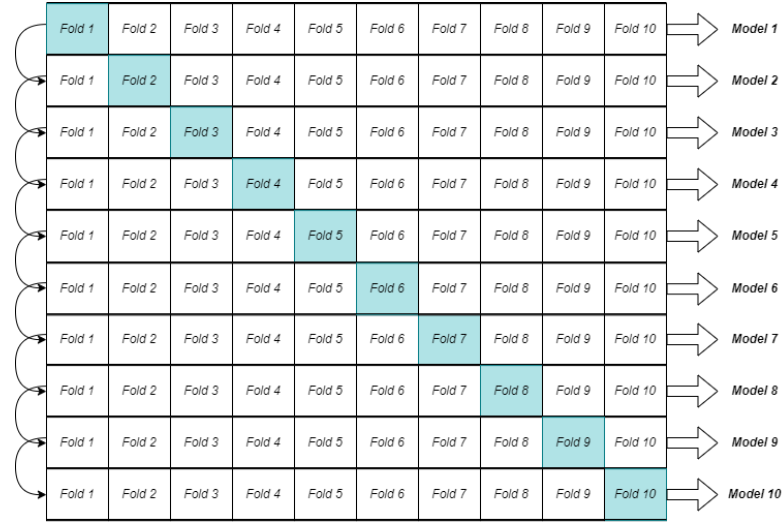 Fold 1 Fold 2 Fold 3 Fold 4 Fold 5 Fold 6 Fold 7 Fold 8 Fold 9 Fold 10 Model 1
Fold 1 Fold 2 Fold 3 Fold 4 Fold 5 Fold 6 Fold 7 Fold 8 Fold 9 Fold 10 Model 2
Fold 1 Fold 2 Fold 3 Fold 4 Fold 5 Fold 6 Fold 7 Fold 8 Fold 9 Fold 10 Model 3
Fold 1 Fold 2 Fold 3 Fold 4 Fold 5 Fold 6 Fold 7 Fold 8 Fold 9 Fold 10 Model 4
Fold 1 Fold 2 Fold 3 Fold 4 Fold 5 Fold 6 Fold 7 Fold 8 Fold 9 Fold 10 Model 5
Fold 1 Fold 2 Fold 3 Fold 4 Fold 5 Fold 6 Fold 7 Fold 8 Fold 9 Fold 10 Model 6
Fold 1 Fold 2 Fold 3 Fold 4 Fold 5 Fold 6 Fold 7 Fold 8 Fold 9 Fold 10 Model 7
Fold 1 Fold 2 Fold 3 Fold 4 Fold 5 Fold 6 Fold 7 Fold 8 Fold 9 Fold 10 Model 8
Fold 1 Fold 2 Fold 3 Fold 4 Fold 5 Fold 6 Fold 7 Fold 8 Fold 9 Fold 10 Model 9
Fold 1 Fold 2 Fold 3 Fold 4 Fold 5 Fold 6 Fold 7 Fold 8 Fold 9 Fold 10 Model 10